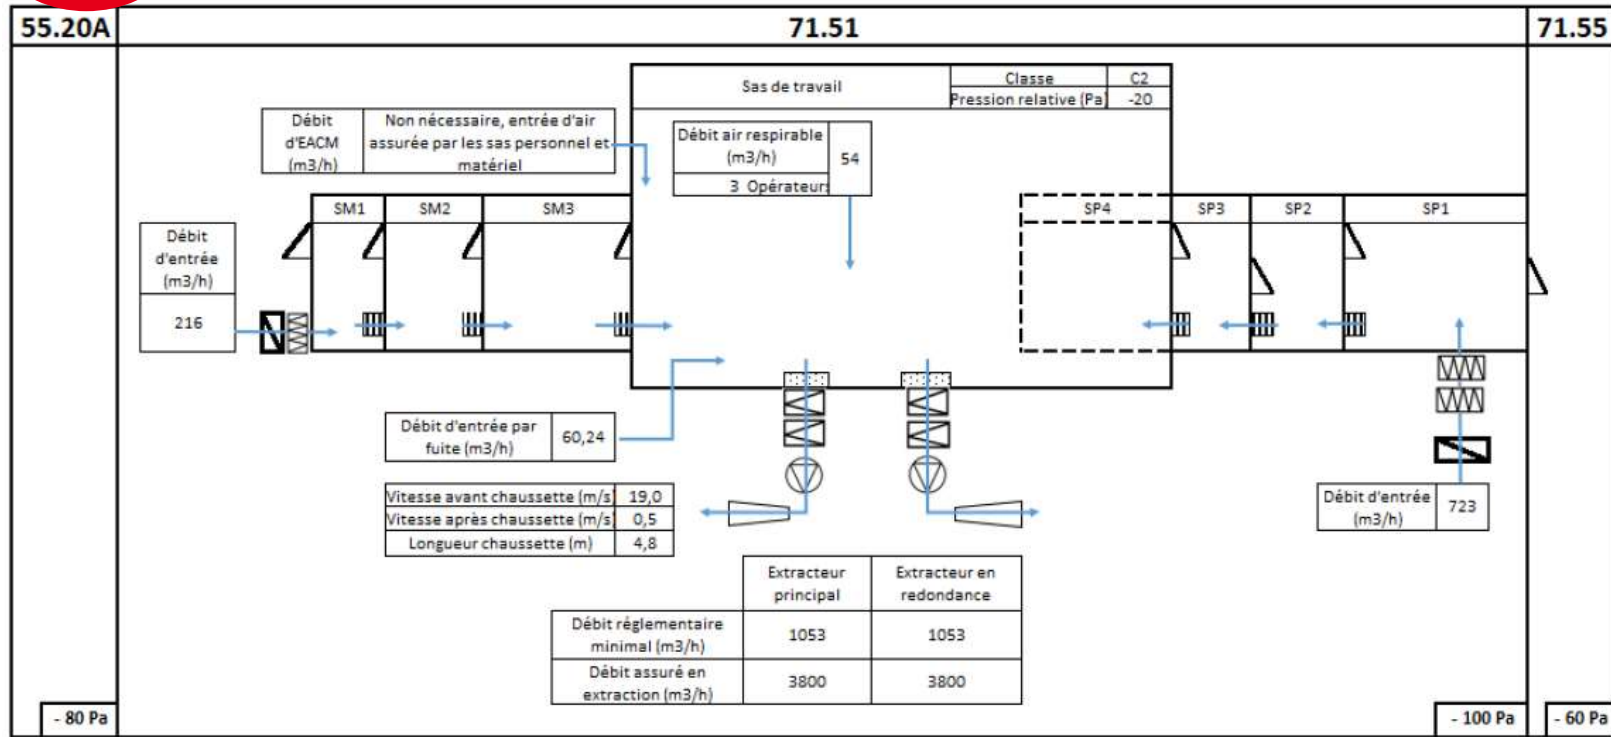 55.20A
71.51
71.55
Sas de travail
Classe
C2
Pression relative (Pa)
-20
Débit
d'EACM
(m3/h)
Non nécessaire, entrée d'air
assurée par les sas personnel et
matériel
Débit air respirable
(m3/h)
54
3 Opérateurs
SM1
SM2
SM3
SP4
SP3
SP2
SP1
Débit
d'entrée
(m3/h)
216
Débit d'entrée par
fuite (m3/h)
60,24
Vitesse avant chaussette (m/s)
19,0
Vitesse après chaussette (m/s)
0,5
Longueur chaussette (m)
4,8
Débit d'entrée
(m3/h)
723
Extracteur
principal
Extracteur en
redondance
Débit réglementaire
minimal (m3/h)
1053
1053
Débit assuré en
extraction (m3/h)
3800
3800
- 80 Pa
- 100 Pa
- 60 Pa